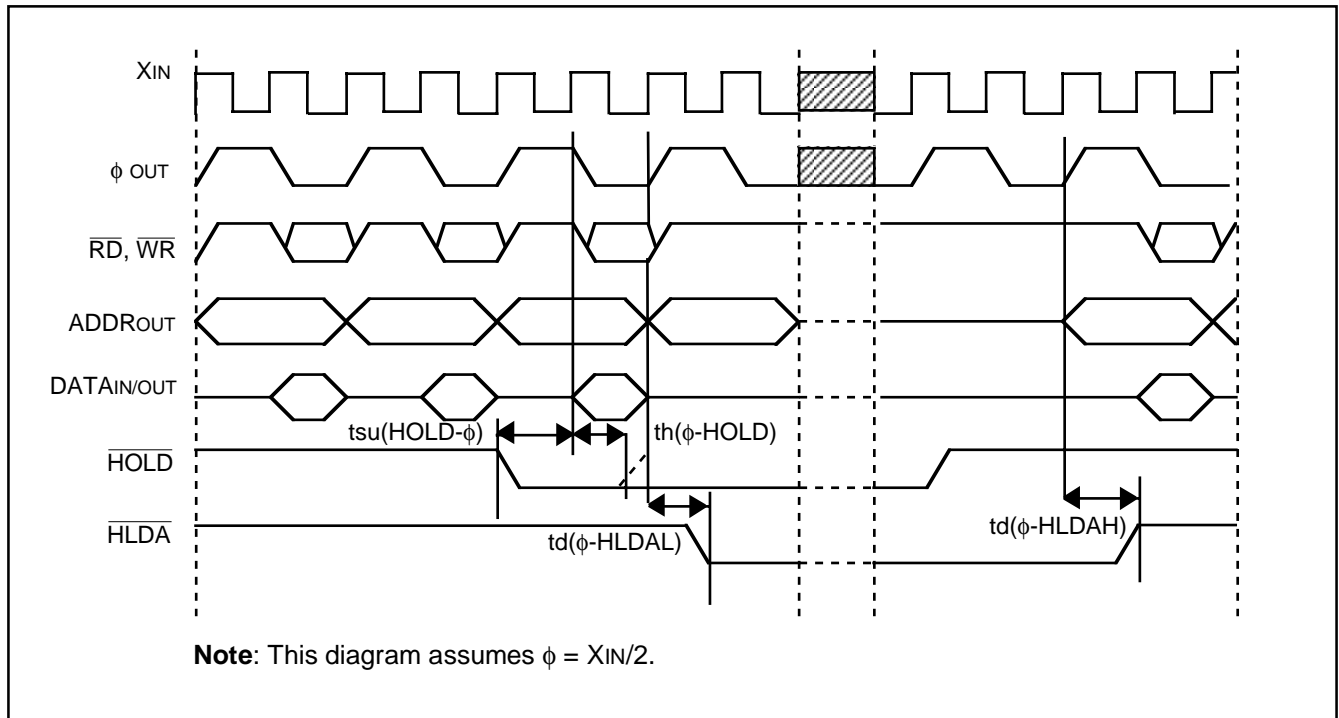 XIN
ϕ OUT
RD, WR
ADDROUT
DATAIN/OUT
tsu(HOLD-ϕ)
th(ϕ-HOLD)
HOLD
HLDA
td(ϕ-HLDAL)
td(ϕ-HLDAH)
Note: This diagram assumes ϕ = XIN/2.